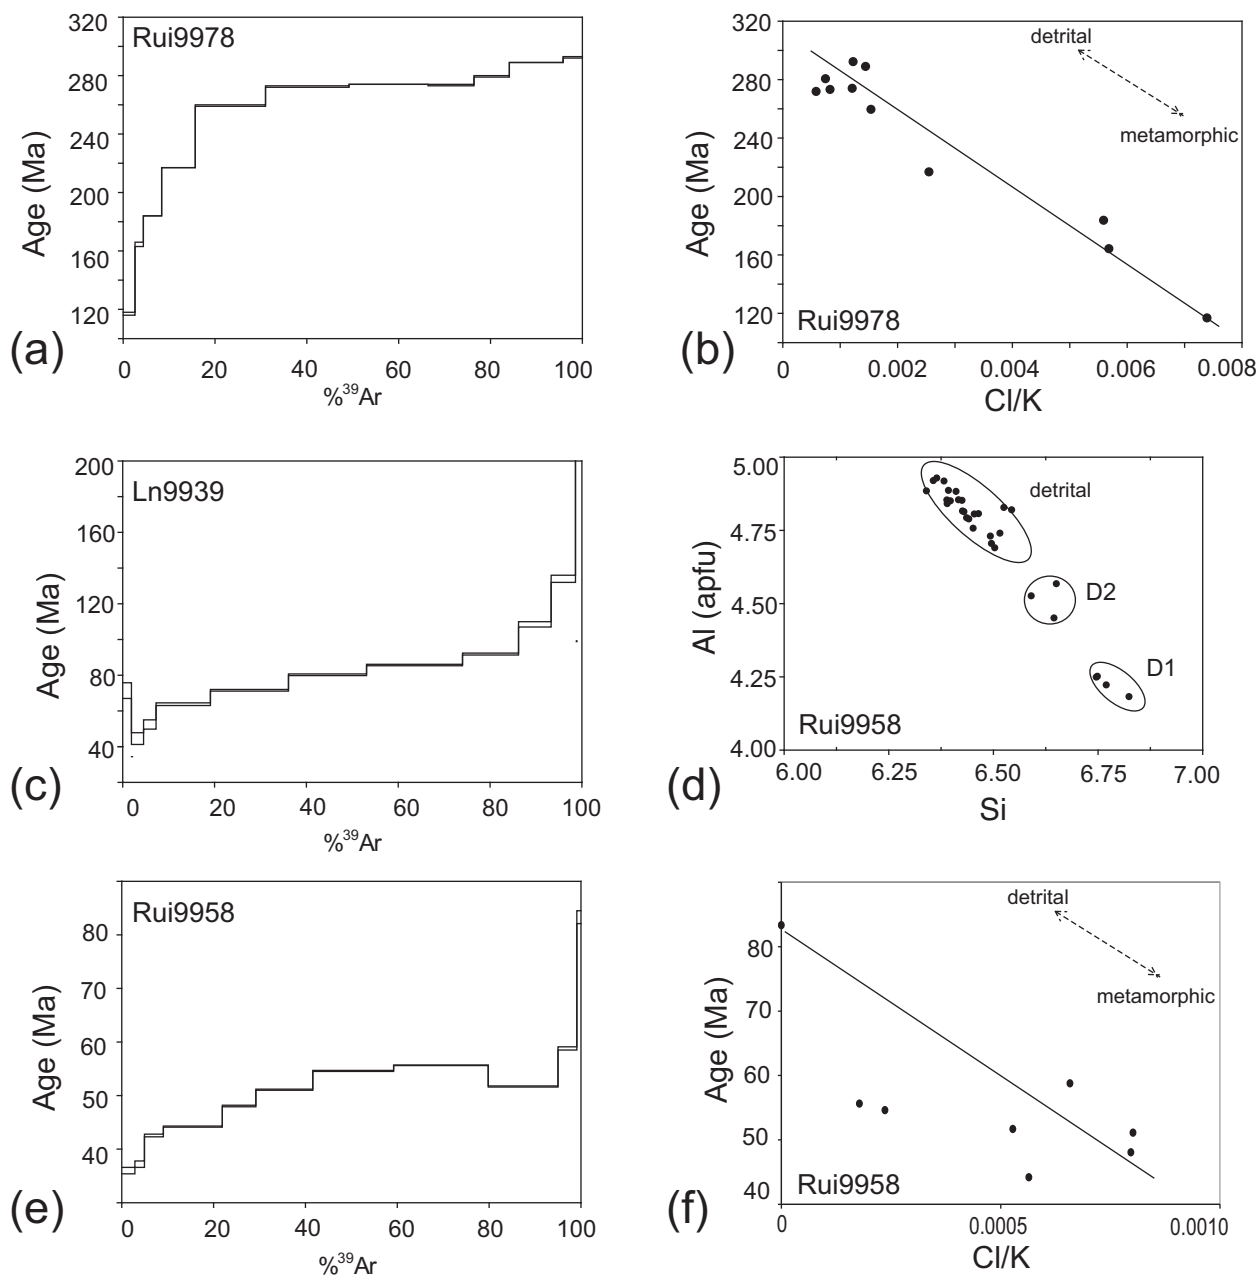 Rui9978
320
280
240
200
160
120
Age (Ma)
0 20 40 60 80 100
%39Ar
(a)
detrital
metamorphic
320
280
240
200
160
120
Age (Ma)
Rui9978
0 0.002 0.004 0.006 0.008
Cl/K
(b)
Ln9939
200
160
120
80
40
Age (Ma)
0 20 40 60 80 100
%39Ar
(c)
5.00
4.75
4.50
4.25
4.00
Al (apfu)
detrital
D2
D1
Rui9958
6.00 6.25 6.50 6.75 7.00
Si
(d)
Rui9958
80
70
60
50
40
Age (Ma)
0 20 40 60 80 100
%39Ar
(e)
detrital
metamorphic
80
70
60
50
40
Age (Ma)
Rui9958
0 0.0005 0.0010
Cl/K
(f)